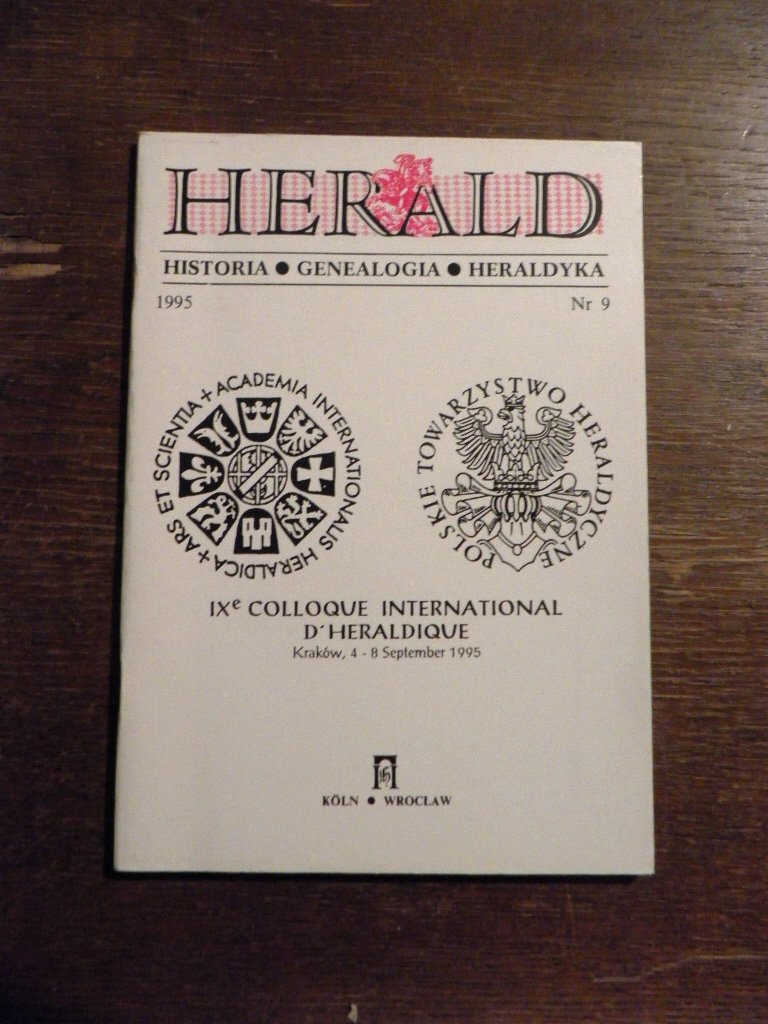 HERALD
HISTORIA ● GENEALOGIA ● HERALDYKA
1995 Nr 9
ACADEMIA INTERNATIONALIS HERALDICA + ARS ET SCIENTIA +
POLSKIE TOWARZYSTWO HERALDYCZNE
IXe COLLOQUE INTERNATIONAL
D'HERALDIQUE
Kraków, 4 - 8 September 1995
KÖLN ● WROCŁAW